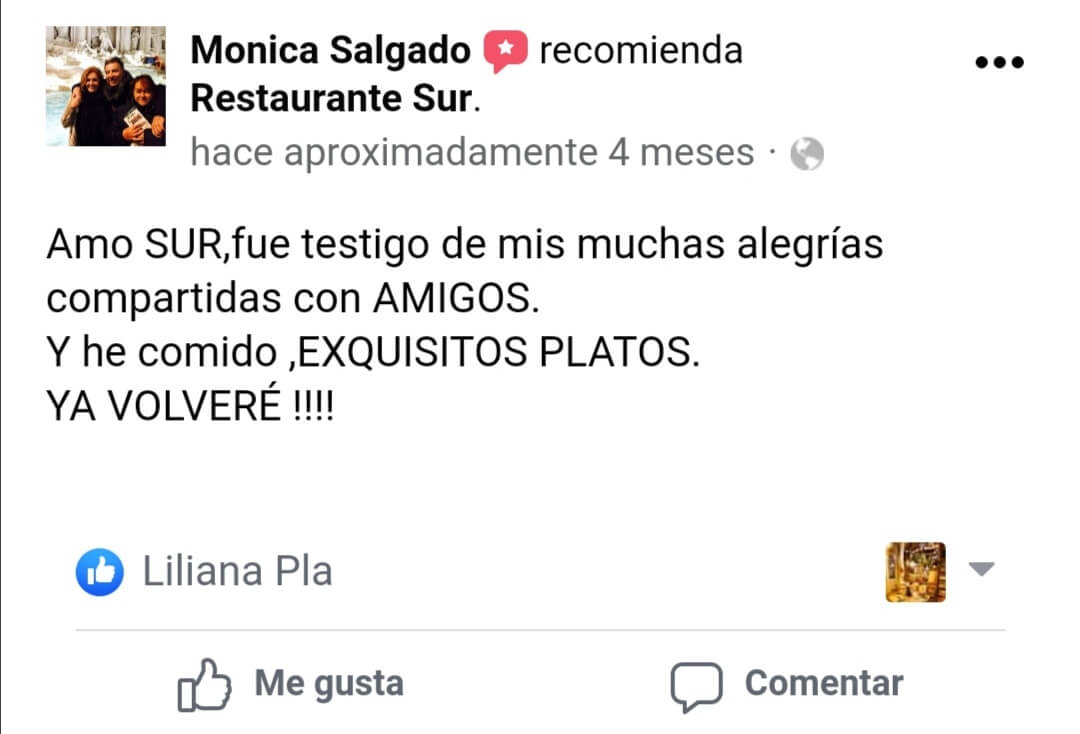 Monica Salgado recomienda
Restaurante Sur.
hace aproximadamente 4 meses ·
Amo SUR,fue testigo de mis muchas alegrías
compartidas con AMIGOS.
Y he comido ,EXQUISITOS PLATOS.
YA VOLVERÉ !!!!
Liliana Pla
Me gusta Comentar